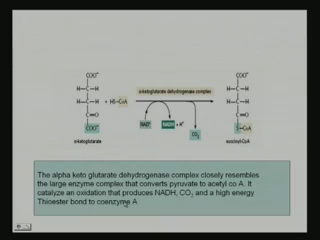 COO⁻ COO⁻
H—C—H α-ketoglutarate dehydrogenase complex H—C—H
H—C—H + HS—CoA H—C—H
C=O NAD⁺ NADH + H⁺ C=O
COO⁻ CO₂ S—CoA
α-ketoglutarate succinyl-CoA
The alpha keto glutarate dehydrogenase complex closely resembles
the large enzyme complex that converts pyruvate to acetyl co A. It
catalyze an oxidation that produces NADH, CO₂ and a high energy
Thioester bond to coenzyme A